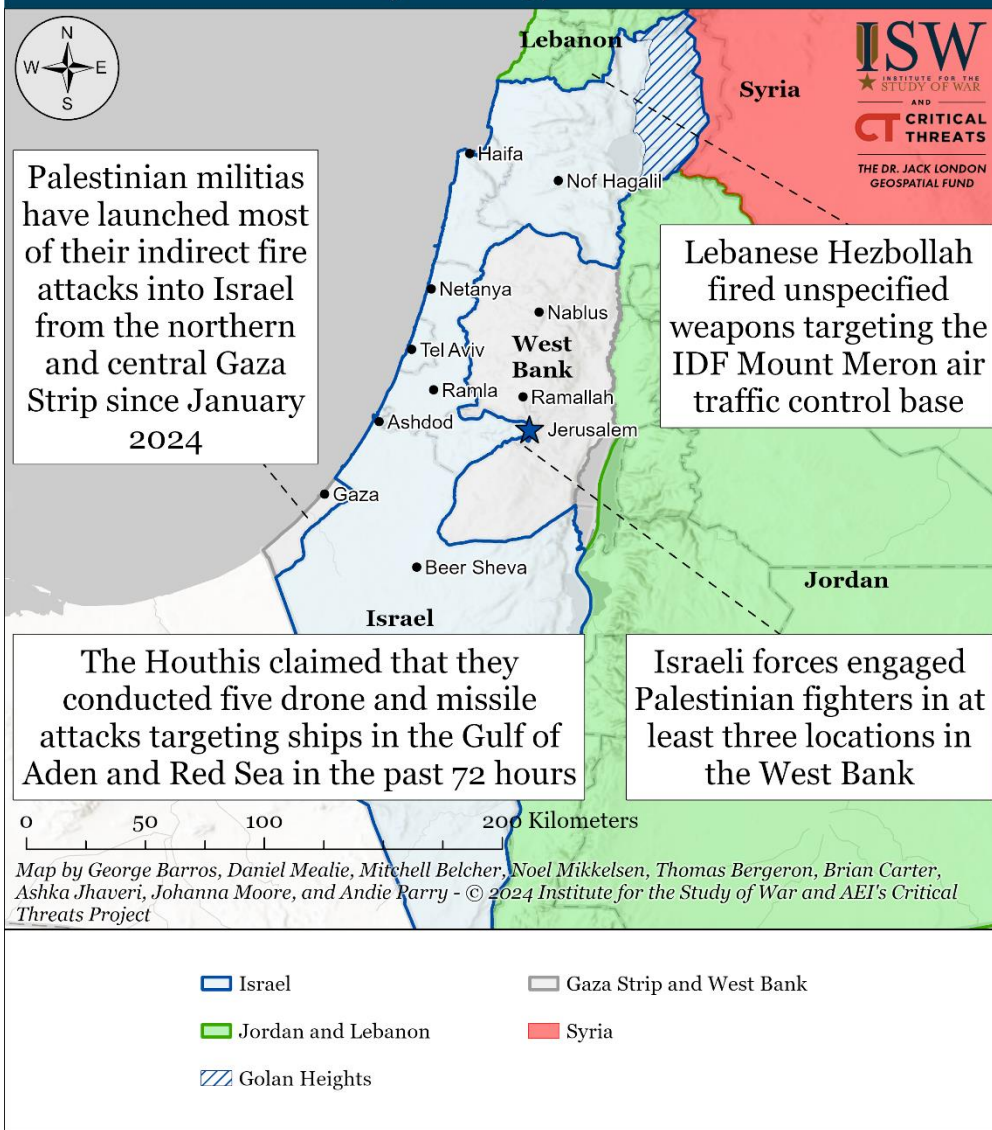 N
W E
S
Lebanon
Syria
ISW
INSTITUTE FOR THE
STUDY OF WAR
AND
CT CRITICAL
THREATS
THE DR. JACK LONDON
GEOSPATIAL FUND
Haifa
Nof Hagalil
Palestinian militias
have launched most
of their indirect fire
attacks into Israel
from the northern
and central Gaza
Strip since January
2024
Lebanese Hezbollah
fired unspecified
weapons targeting the
IDF Mount Meron air
traffic control base
Netanya
Nablus
Tel Aviv
West
Bank
Ramla
Ramallah
Ashdod
Jerusalem
Gaza
Beer Sheva
Jordan
Israel
The Houthis claimed that they
conducted five drone and missile
attacks targeting ships in the Gulf of
Aden and Red Sea in the past 72 hours
Israeli forces engaged
Palestinian fighters in at
least three locations in
the West Bank
0 50 100 200 Kilometers
Map by George Barros, Daniel Mealie, Mitchell Belcher, Noel Mikkelsen, Thomas Bergeron, Brian Carter,
Ashka Jhaveri, Johanna Moore, and Andie Parry - © 2024 Institute for the Study of War and AEI's Critical
Threats Project
Israel
Gaza Strip and West Bank
Jordan and Lebanon
Syria
Golan Heights